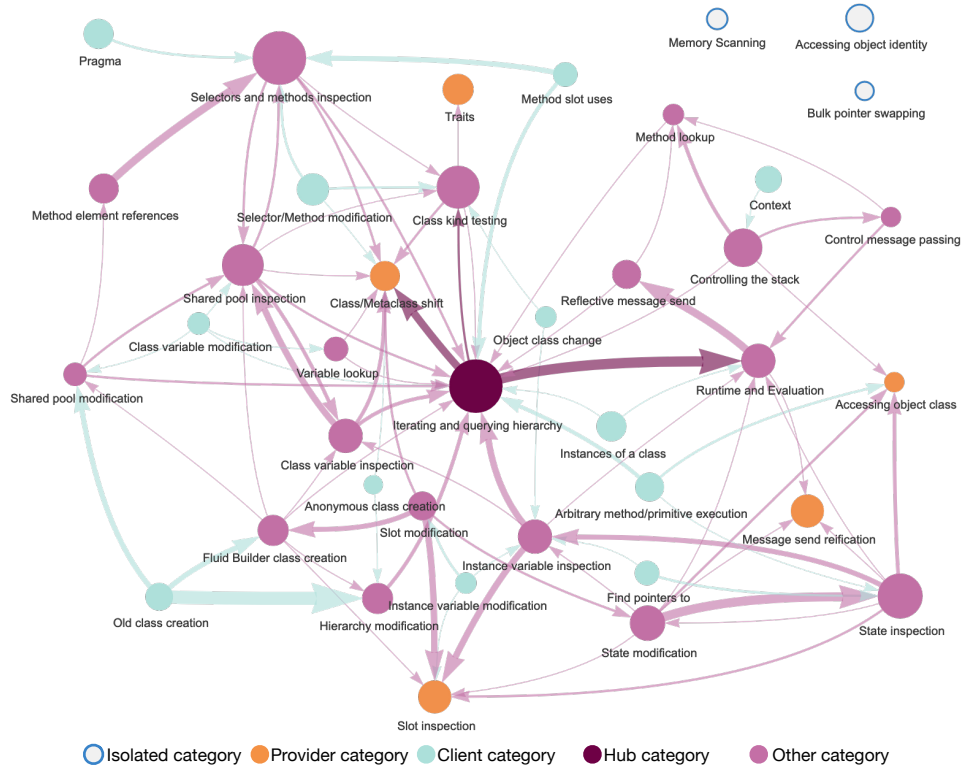 Memory Scanning
Accessing object identity
Pragma
Selectors and methods inspection
Method slot uses
Traits
Bulk pointer swapping
Method lookup
Method element references
Selector/Method modification
Class kind testing
Context
Control message passing
Controlling the stack
Shared pool inspection
Class/Metaclass shift
Reflective message send
Class variable modification
Object class change
Variable lookup
Shared pool modification
Runtime and Evaluation
Accessing object class
Iterating and querying hierarchy
Instances of a class
Class variable inspection
Anonymous class creation
Arbitrary method/primitive execution
Slot modification
Message send reification
Fluid Builder class creation
Instance variable inspection
Find pointers to
Instance variable modification
Old class creation
Hierarchy modification
State inspection
State modification
Slot inspection
Isolated category Provider category Client category Hub category Other category